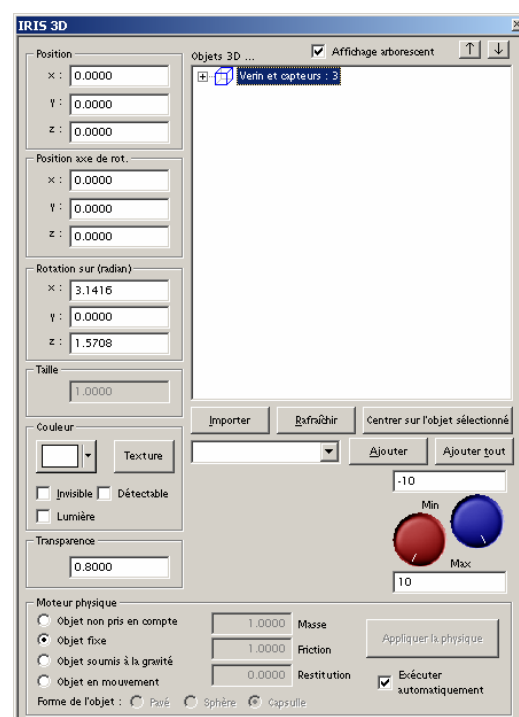 IRIS 3D
Position
x : 0.0000
y : 0.0000
z : 0.0000
Position axe de rot.
x : 0.0000
y : 0.0000
z : 0.0000
Rotation sur (radian)
x : 3.1416
y : 0.0000
z : 1.5708
Taille
1.0000
Couleur
Texture
Invisible Détectable
Lumière
Transparence
0.8000
Objets 3D ... Affichage arborescent
Verin et capteurs : 3
Importer Rafraîchir Centrer sur l'objet sélectionné
Ajouter Ajouter tout
-10
Min
Max
10
Moteur physique
Objet non pris en compte
Objet fixe
Objet soumis à la gravité
Objet en mouvement
1.0000 Masse
1.0000 Friction
0.0000 Restitution
Appliquer la physique
Exécuter
automatiquement
Forme de l'objet : Pavé Sphère Capsulle